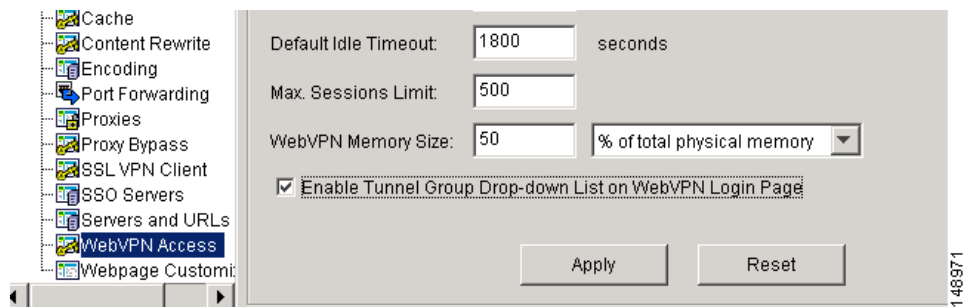 Cache
Content Rewrite
Encoding
Port Forwarding
Proxies
Proxy Bypass
SSL VPN Client
SSO Servers
Servers and URLs
WebVPN Access
Webpage Customi
Default Idle Timeout: 1800 seconds
Max. Sessions Limit: 500
WebVPN Memory Size: 50 % of total physical memory
Enable Tunnel Group Drop-down List on WebVPN Login Page
Apply Reset
148971